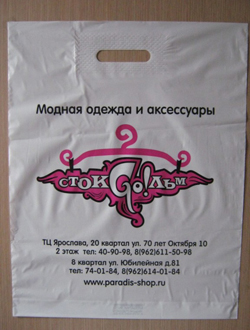 Модная одежда и аксессуары
СТОКGo!ЛЬМ
ТЦ Ярослава, 20 квартал ул. 70 лет Октября 10
2 этаж тел: 40-90-98, 8(962)611-50-98
8 квартал ул. Юбилейная д.81
тел: 74-01-84, 8(962)614-01-84
www.paradis-shop.ru